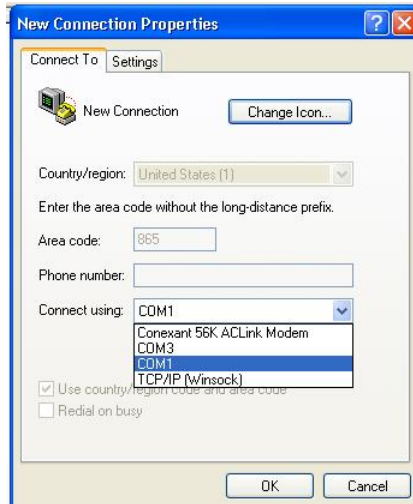 New Connection Properties
Connect To Settings
New Connection Change Icon...
Country/region: United States (1)
Enter the area code without the long-distance prefix.
Area code: 865
Phone number:
Connect using: COM1
Conexant 56K ACLink Modem
COM3
COM1
TCP/IP (Winsock)
Use country/region code and area code
Redial on busy
OK Cancel